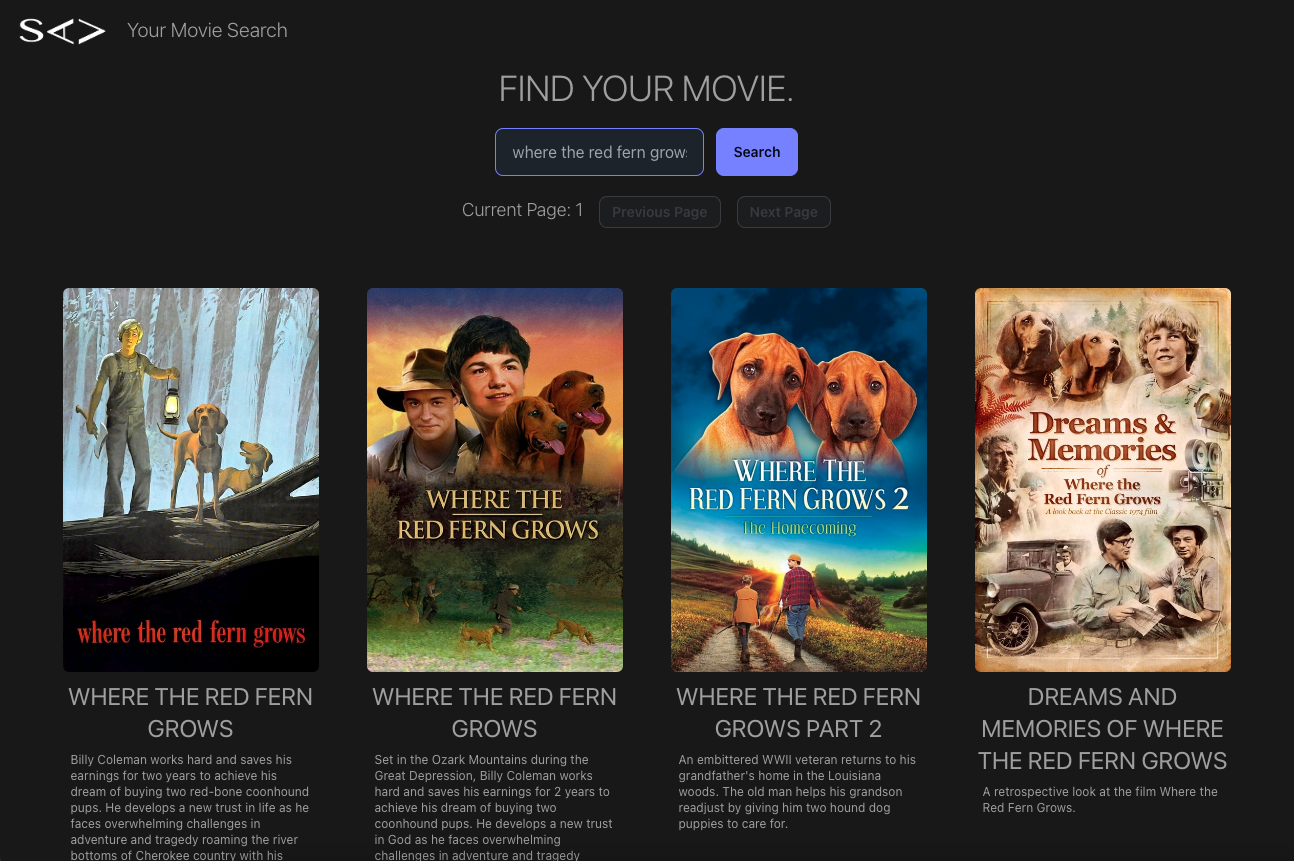 Your Movie Search
FIND YOUR MOVIE.
where the red fern grow
Search
Current Page: 1
Previous Page
Next Page
where the red fern grows
WHERE THE
RED FERN GROWS
WHERE THE
RED FERN GROWS 2
The Homecoming
Dreams &
Memories
of
Where the
Red Fern Grows
A look back at the Classic 1974 film
WHERE THE RED FERN
GROWS
Billy Coleman works hard and saves his
earnings for two years to achieve his
dream of buying two red-bone coonhound
pups. He develops a new trust in life as he
faces overwhelming challenges in
adventure and tragedy roaming the river
bottoms of Cherokee country with his
WHERE THE RED FERN
GROWS
Set in the Ozark Mountains during the
Great Depression, Billy Coleman works
hard and saves his earnings for 2 years to
achieve his dream of buying two
coonhound pups. He develops a new trust
in God as he faces overwhelming
challenges in adventure and tragedy
WHERE THE RED FERN
GROWS PART 2
An embittered WWII veteran returns to his
grandfather's home in the Louisiana
woods. The old man helps his grandson
readjust by giving him two hound dog
puppies to care for.
DREAMS AND
MEMORIES OF WHERE
THE RED FERN GROWS
A retrospective look at the film Where the
Red Fern Grows.